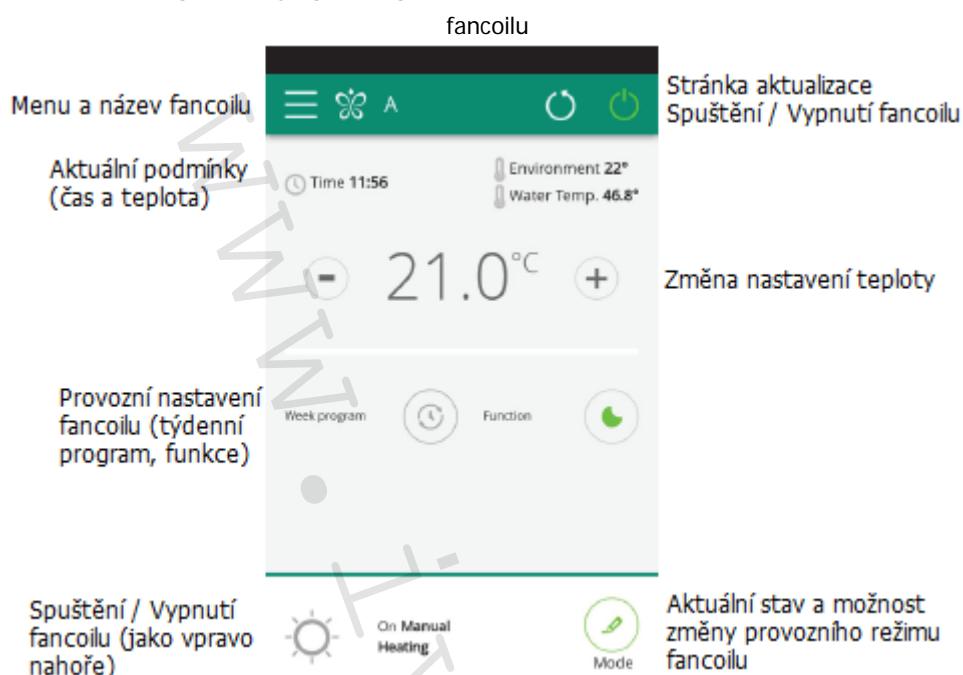 fancoilu
Menu a název fancoilu
A
Stránka aktualizace
Spuštění / Vypnutí fancoilu
Aktuální podmínky
(čas a teplota)
Time 11:56
Environment 22°
Water Temp. 46.8°
21.0°C
Změna nastavení teploty
Provozní nastavení
fancoilu (týdenní
program, funkce)
Week program
Function
Spuštění / Vypnutí
fancoilu (jako vpravo
nahoře)
On Manual
Heating
Mode
Aktuální stav a možnost
změny provozního režimu
fancoilu
www.i